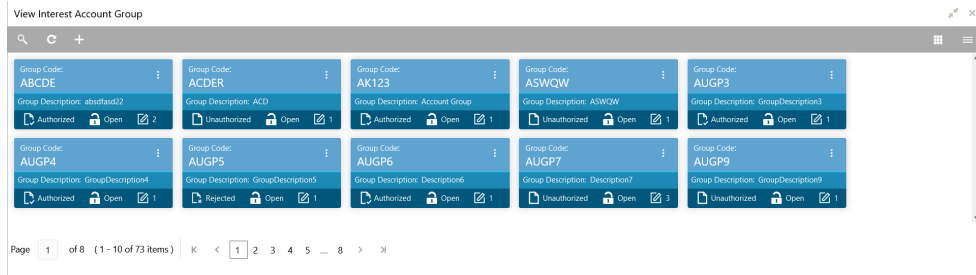 View Interest Account Group
Group Code:
ABCDE
Group Description: absdfasd22
Authorized Open 2
Group Code:
ACDER
Group Description: ACD
Unauthorized Open 1
Group Code:
AK123
Group Description: Account Group
Authorized Open 1
Group Code:
ASWQW
Group Description: ASWQW
Unauthorized Open 1
Group Code:
AUGP3
Group Description: GroupDescription3
Authorized Open 1
Group Code:
AUGP4
Group Description: GroupDescription4
Authorized Open 1
Group Code:
AUGP5
Group Description: GroupDescription5
Rejected Open 1
Group Code:
AUGP6
Group Description: Description6
Authorized Open 1
Group Code:
AUGP7
Group Description: Description7
Unauthorized Open 3
Group Code:
AUGP9
Group Description: GroupDescription9
Unauthorized Open 1
Page 1 of 8 ( 1 - 10 of 73 items ) 1 2 3 4 5 ... 8